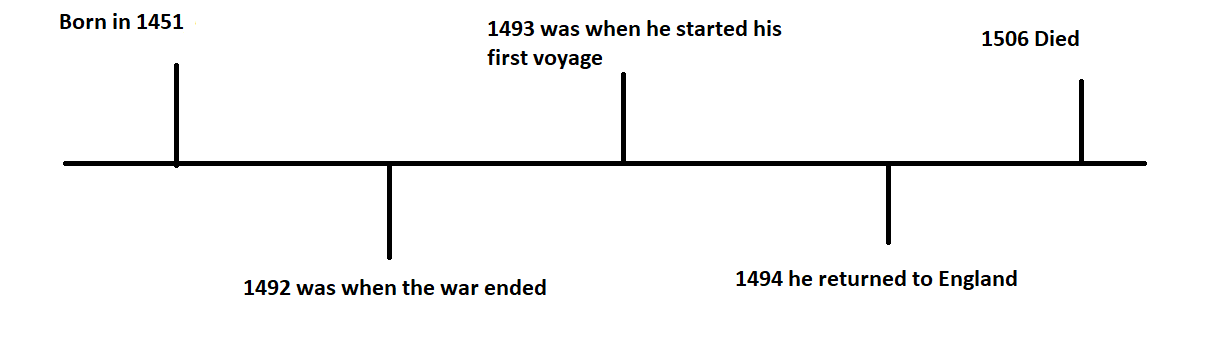 Born in 1451
1493 was when he started his
first voyage
1506 Died
1492 was when the war ended
1494 he returned to England